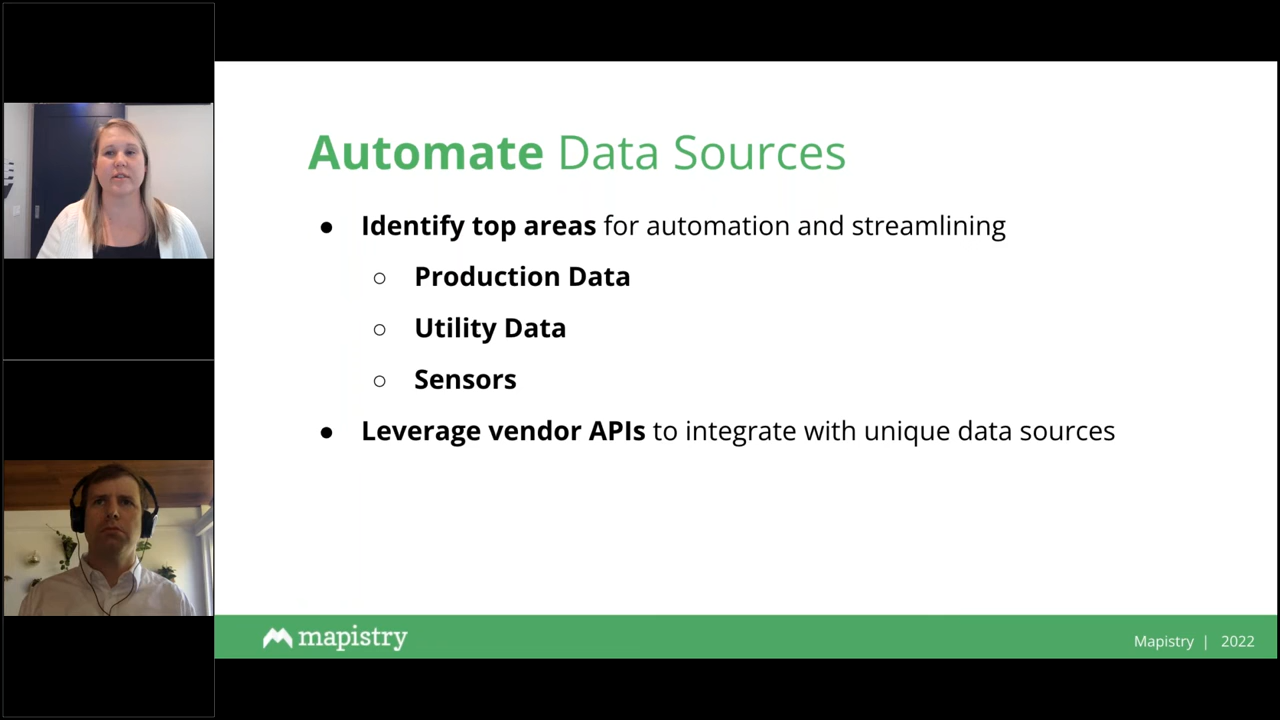 Automate Data Sources
● Identify top areas for automation and streamlining
○ Production Data
○ Utility Data
○ Sensors
● Leverage vendor APIs to integrate with unique data sources
mapistry
Mapistry | 2022